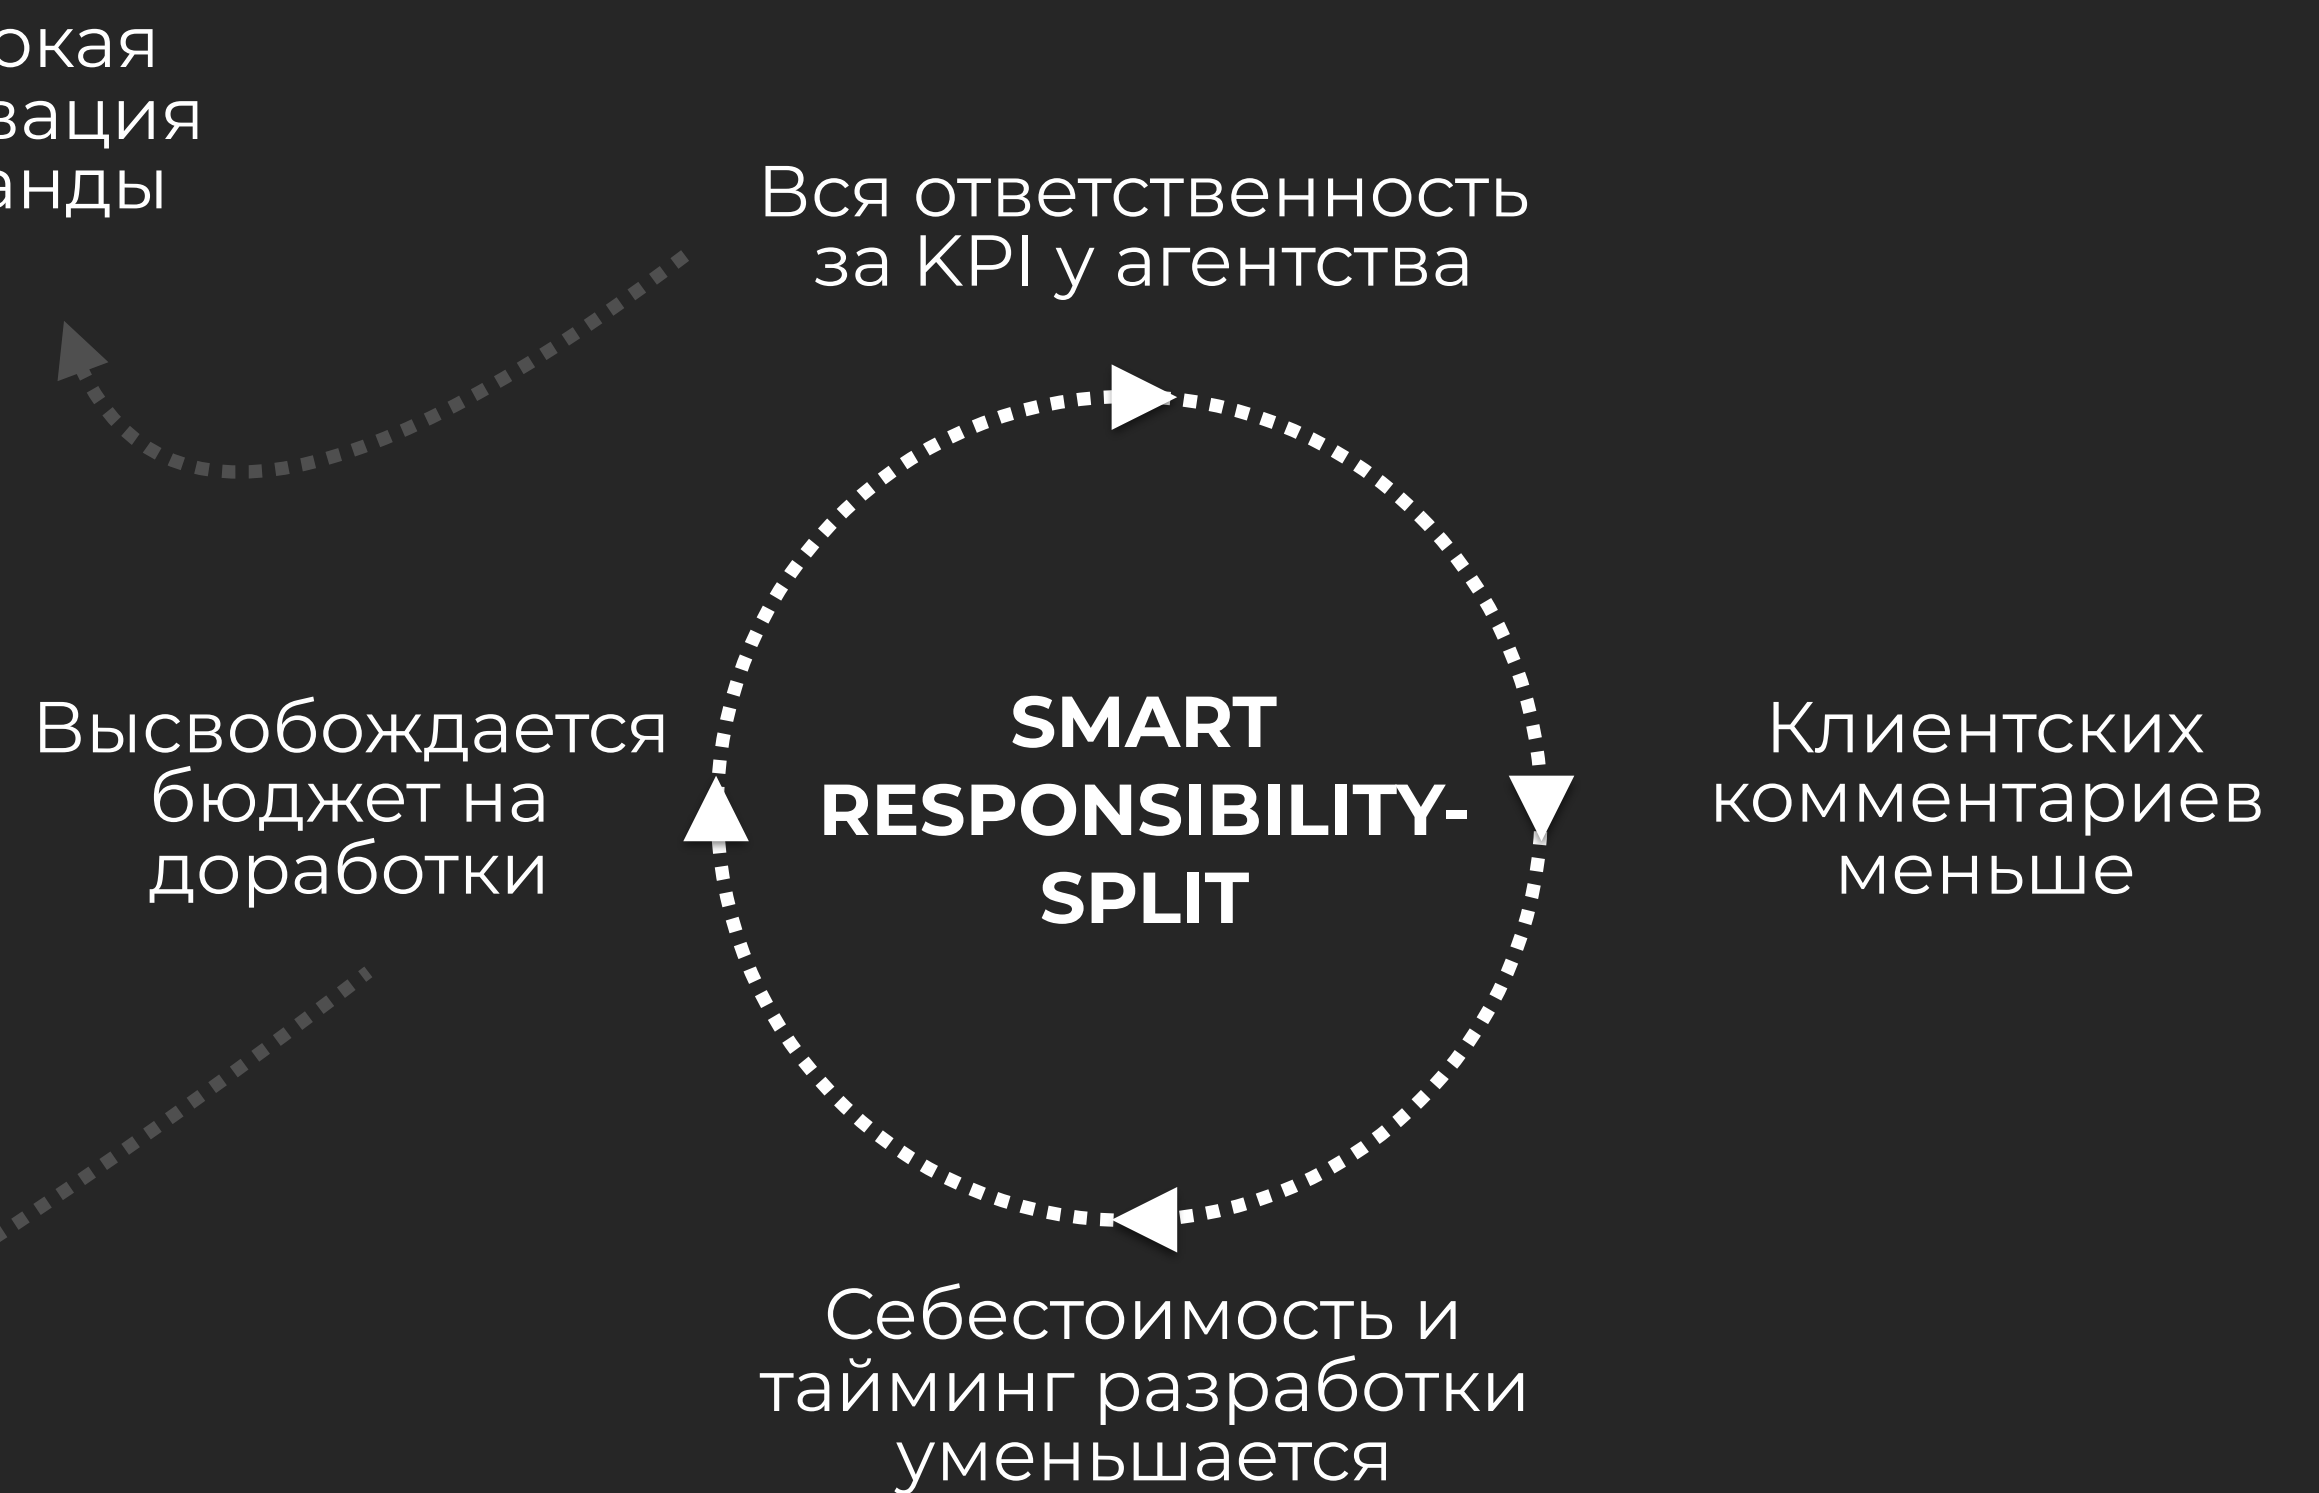 Вся ответственность
за KPI у агентства
Высвобождается
бюджет на
доработки
SMART
RESPONSIBILITY-
SPLIT
Клиентских
комментариев
меньше
Себестоимость и
тайминг разработки
уменьшается